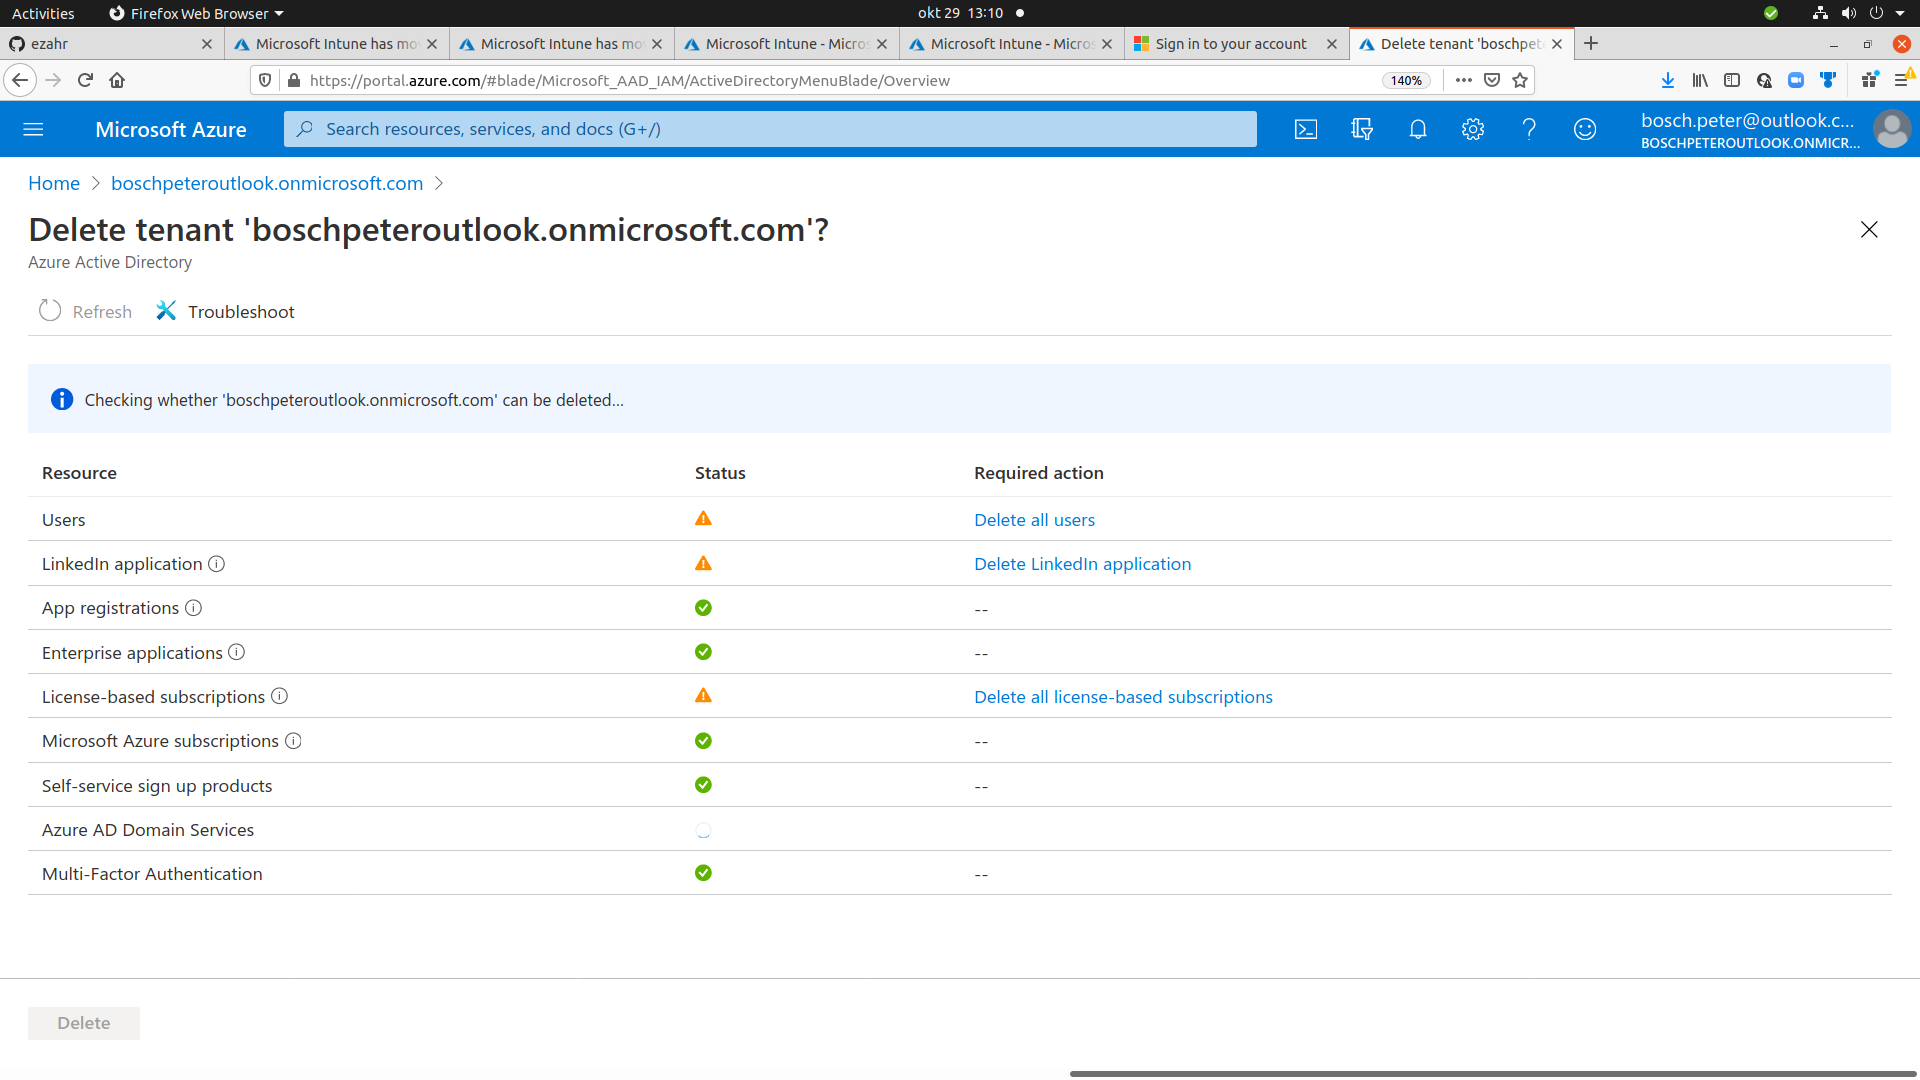 Activities
Firefox Web Browser
okt 29 13:10
ezahr
Microsoft Intune has mo
Microsoft Intune has mo
Microsoft Intune - Micros
Microsoft Intune - Micros
Sign in to your account
Delete tenant 'boschpete
https://portal.azure.com/#blade/Microsoft_AAD_IAM/ActiveDirectoryMenuBlade/Overview
140%
Microsoft Azure
Search resources, services, and docs (G+/)
bosch.peter@outlook.c...
BOSCHPETEROUTLOOK.ONMICR...
Home > boschpeteroutlook.onmicrosoft.com >
Delete tenant 'boschpeteroutlook.onmicrosoft.com'?
Azure Active Directory
Refresh
Troubleshoot
Checking whether 'boschpeteroutlook.onmicrosoft.com' can be deleted...
Resource Status Required action
Users Delete all users
LinkedIn application Delete LinkedIn application
App registrations --
Enterprise applications --
License-based subscriptions Delete all license-based subscriptions
Microsoft Azure subscriptions --
Self-service sign up products --
Azure AD Domain Services
Multi-Factor Authentication --
Delete